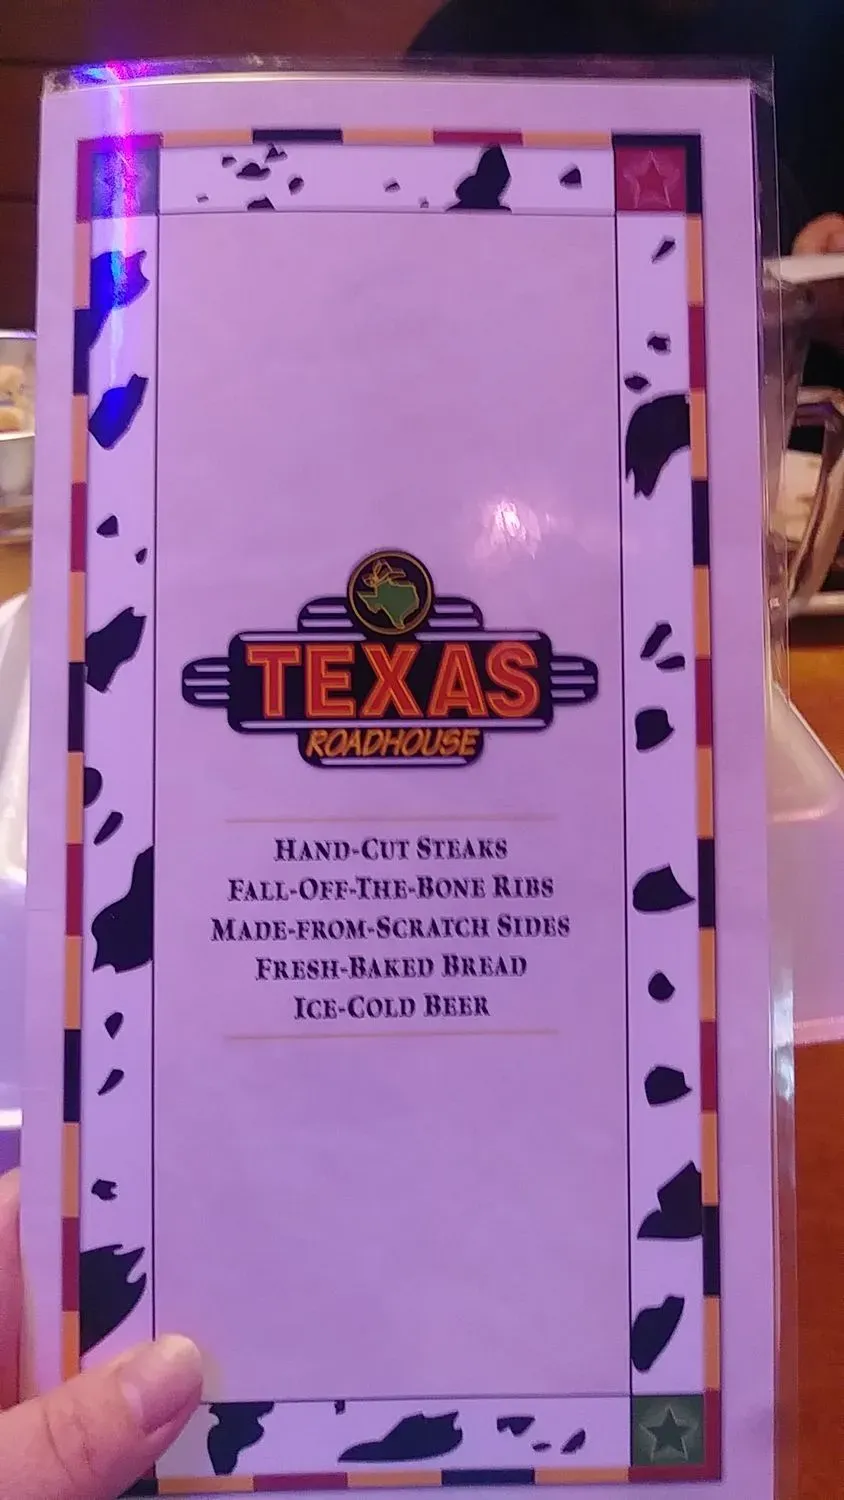 TEXAS
ROADHOUSE
HAND-CUT STEAKS
FALL-OFF-THE-BONE RIBS
MADE-FROM-SCRATCH SIDES
FRESH-BAKED BREAD
ICE-COLD BEER